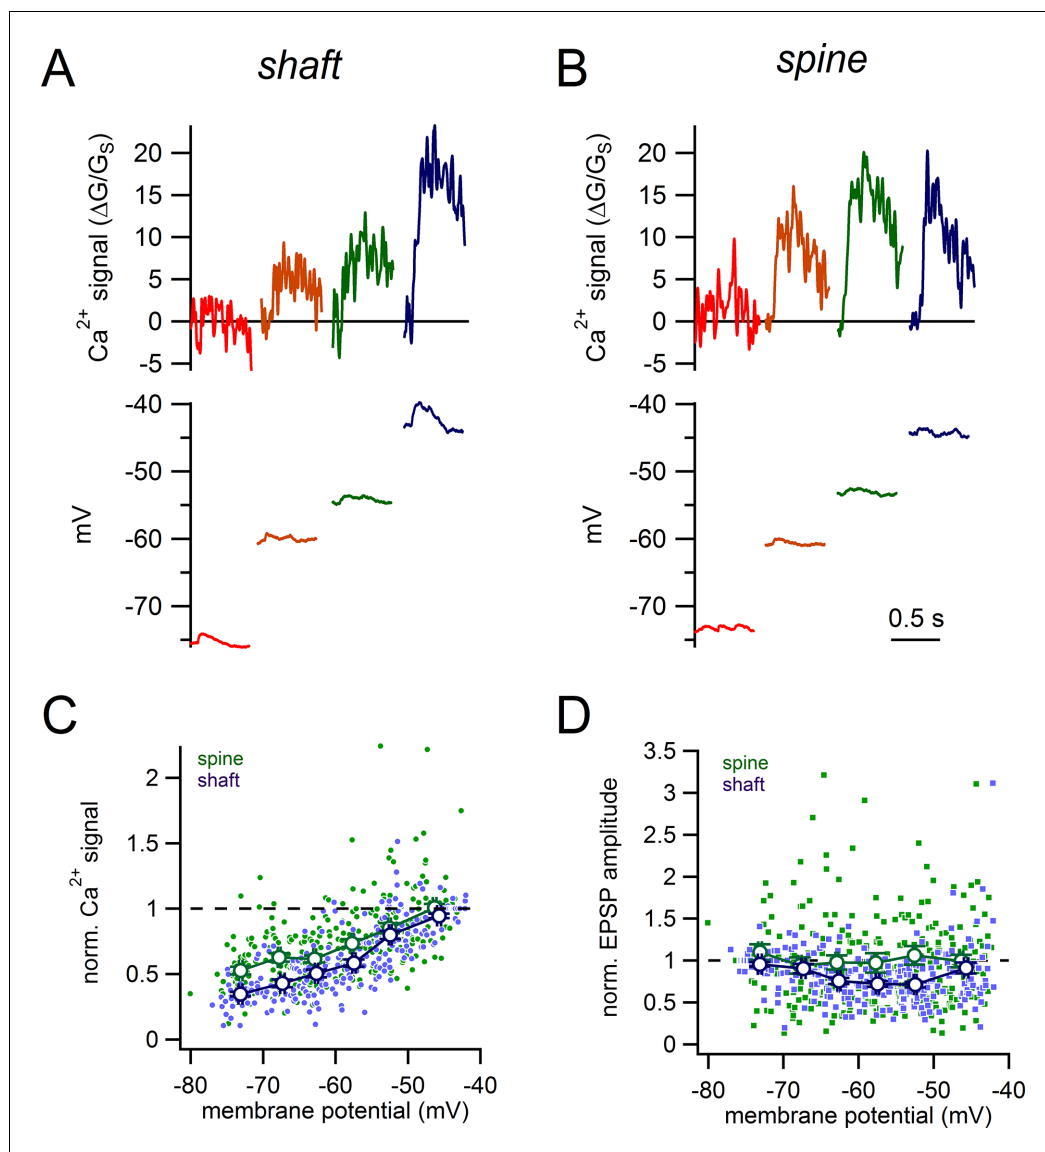 A
shaft
Ca2+ signal (ΔG/GS)
20
15
10
5
0
-5
mV
-40
-50
-60
-70
B
spine
Ca2+ signal (ΔG/GS)
20
15
10
5
0
-5
mV
-40
-50
-60
-70
0.5 s
C
spine
shaft
norm. Ca2+ signal
2
1.5
1
0.5
0
-80 -70 -60 -50 -40
membrane potential (mV)
D
spine
shaft
norm. EPSP amplitude
3.5
3
2.5
2
1.5
1
0.5
0
-80 -70 -60 -50 -40
membrane potential (mV)